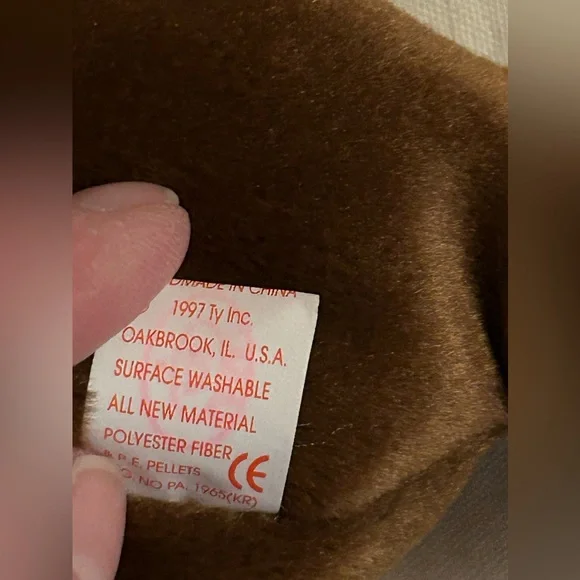 DMADE IN CHINA
1997 Ty Inc.
OAKBROOK, IL. U.S.A.
SURFACE WASHABLE
ALL NEW MATERIAL
POLYESTER FIBER
& P.E. PELLETS CE
. NO PA. 1965(KR)